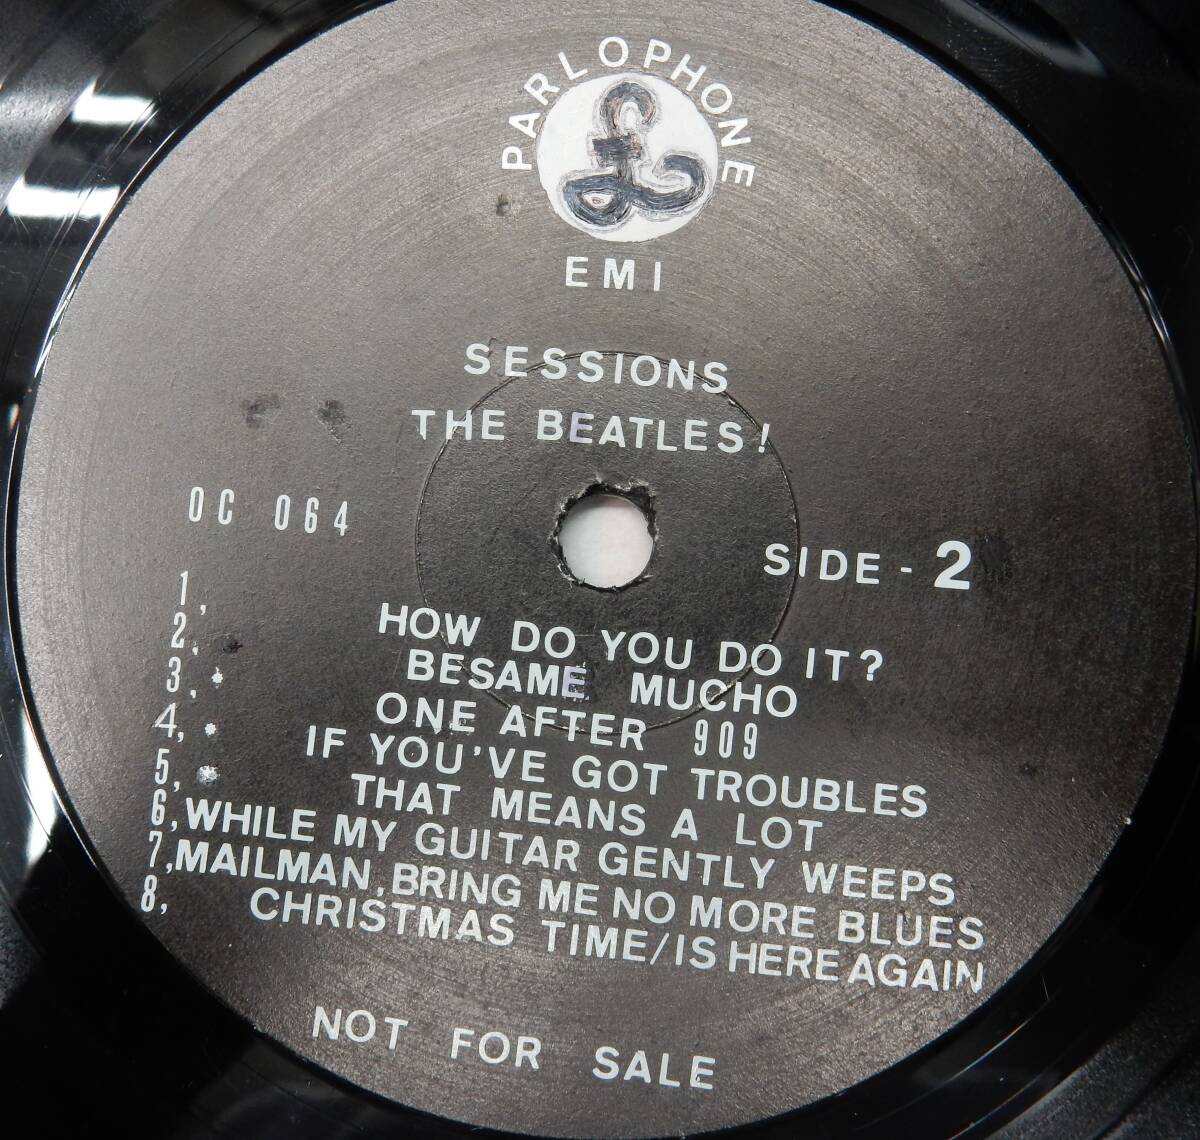 PARLOPHONE
£
EMI
SESSIONS
THE BEATLES!
OC 064
SIDE - 2
1, HOW DO YOU DO IT?
2, BESAME MUCHO
3, ONE AFTER 909
4, IF YOU'VE GOT TROUBLES
5, THAT MEANS A LOT
6, WHILE MY GUITAR GENTLY WEEPS
7, MAILMAN, BRING ME NO MORE BLUES
8, CHRISTMAS TIME/IS HERE AGAIN
NOT FOR SALE